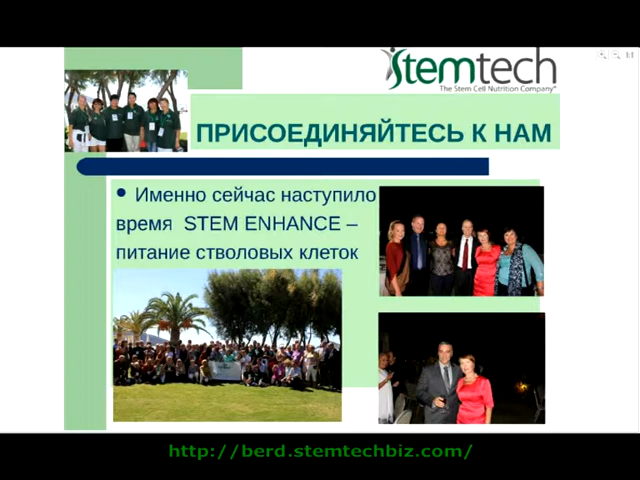 Stemtech
The Stem Cell Nutrition Company
ПРИСОЕДИНЯЙТЕСЬ К НАМ
Именно сейчас наступило
время STEM ENHANCE –
питание стволовых клеток
http://berd.stemtechbiz.com/